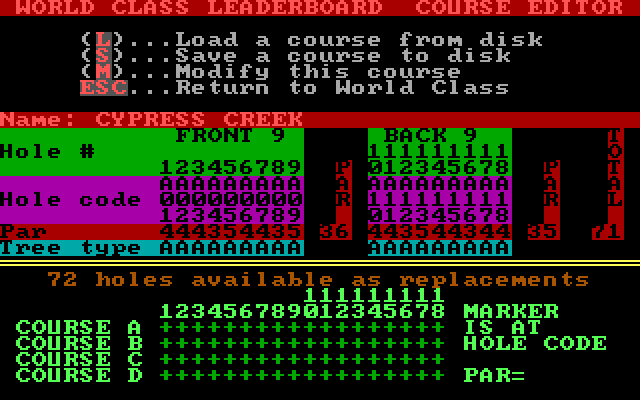 WORLD CLASS LEADERBOARD   COURSE EDITOR
(L)...Load a course from disk
(S)...Save a course to disk
(M)...Modify this course
ESC...Return to World Class
Name: CYPRESS CREEK
FRONT 9 BACK 9 T
Hole # 111111111 O
123456789 P 012345678 P T
AAAAAAAAA A AAAAAAAAA A A
Hole code 000000000 R 111111111 R L
123456789 012345678
Par 444354435 36 443544344 35 71
Tree type AAAAAAAAA AAAAAAAAA
72 holes available as replacements
111111111
123456789012345678 MARKER
COURSE A ++++++++++++++++++ IS AT
COURSE B ++++++++++++++++++ HOLE CODE
COURSE C ++++++++++++++++++
COURSE D ++++++++++++++++++ PAR=